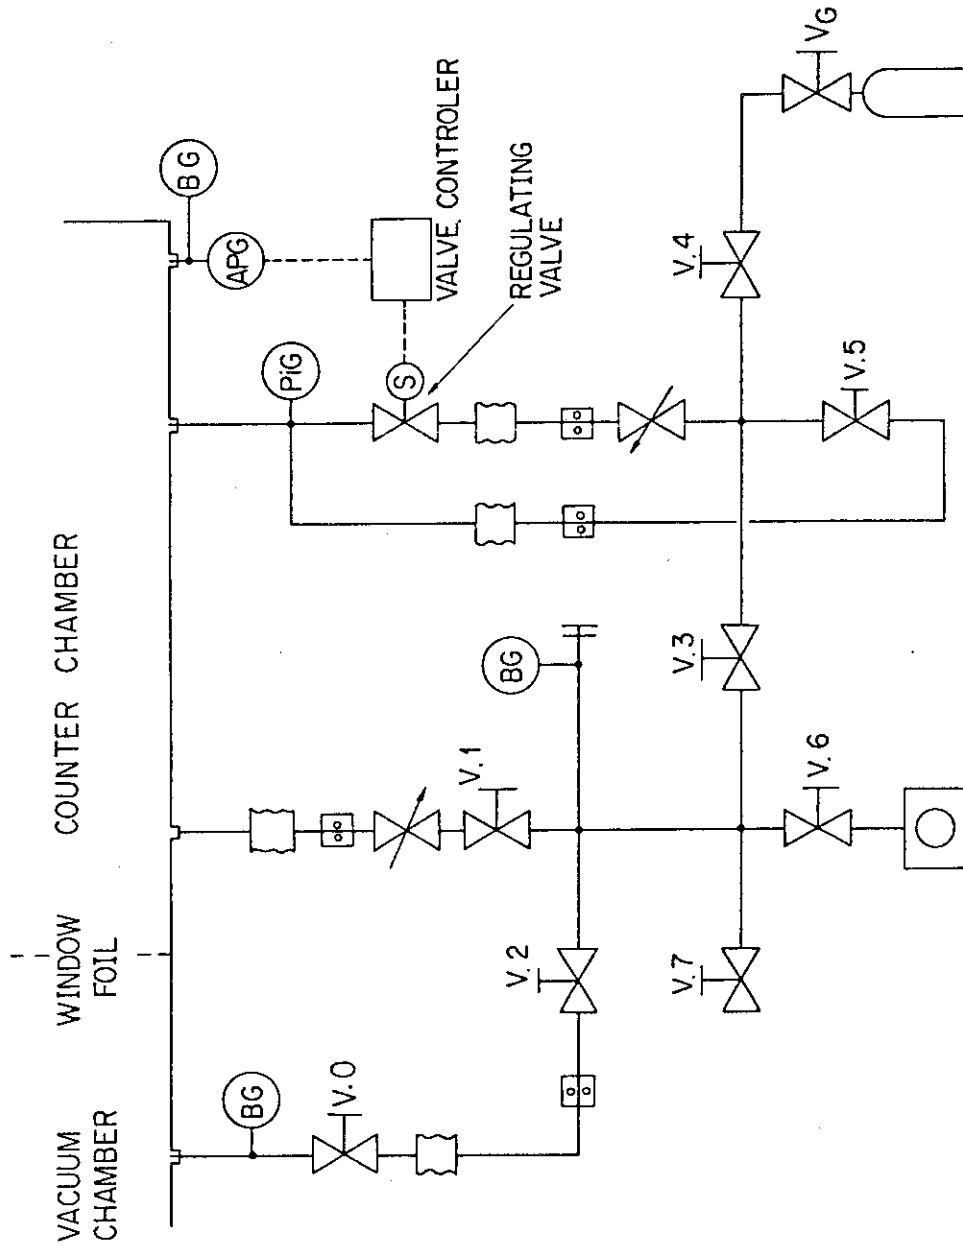 VACUUM
CHAMBER
WINDOW
FOIL
COUNTER CHAMBER
BG
V.0
V.2
V.1
BG
PiG
S
APG
BG
VALVE CONTROLER
REGULATING
VALVE
V.7
V.6
V.3
V.5
V.4
VG